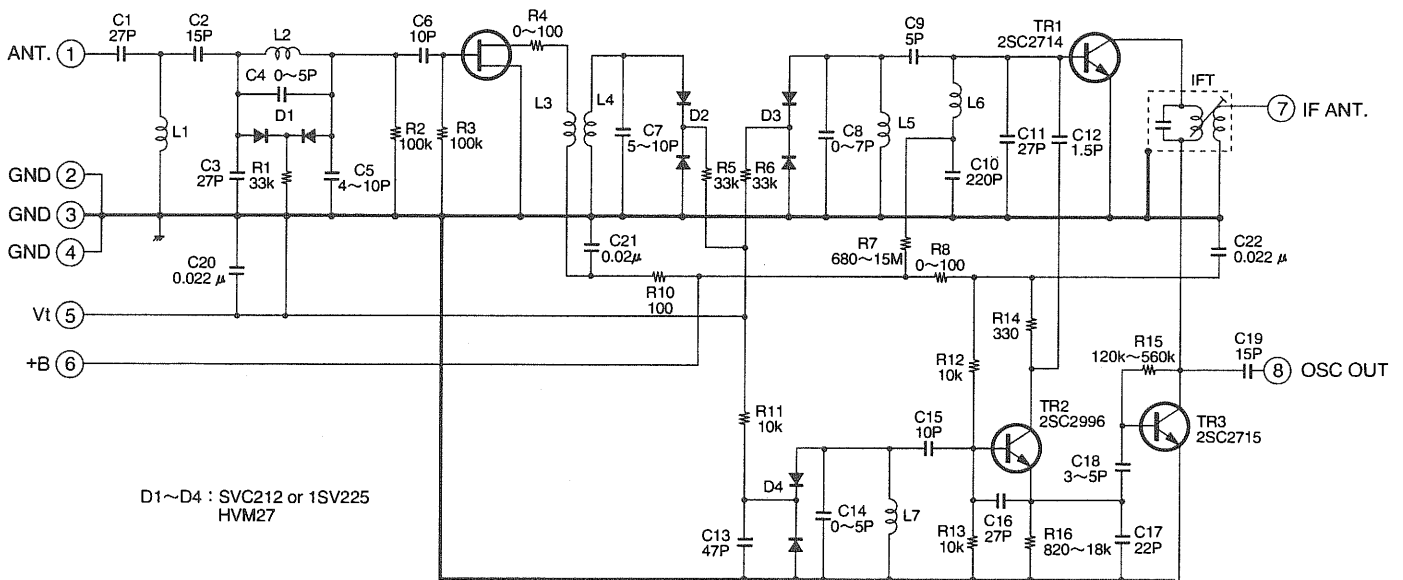 ANT. 1
C1
27P
C2
15P
L2
C4 0~5P
D1
L1
C3
27P
R1
33k
C5
4~10P
R2
100k
R3
100k
C6
10P
R4
0~100
L3
L4
C7
5~10P
D2
R5
33k
R6
33k
D3
C8
0~7P
L5
C9
5P
L6
C10
220P
C11
27P
C12
1.5P
TR1
2SC2714
IFT
7 IF ANT.
GND 2
GND 3
GND 4
C20
0.022 μ
C21
0.02μ
R10
100
R7
680~15M
R8
0~100
C22
0.022 μ
Vt 5
+B 6
R14
330
R12
10k
R15
120k~560k
C19
15P
8 OSC OUT
R11
10k
C15
10P
TR2
2SC2996
TR3
2SC2715
C18
3~5P
D4
C14
0~5P
L7
C13
47P
R13
10k
C16
27P
R16
820~18k
C17
22P
D1~D4 : SVC212 or 1SV225
HVM27